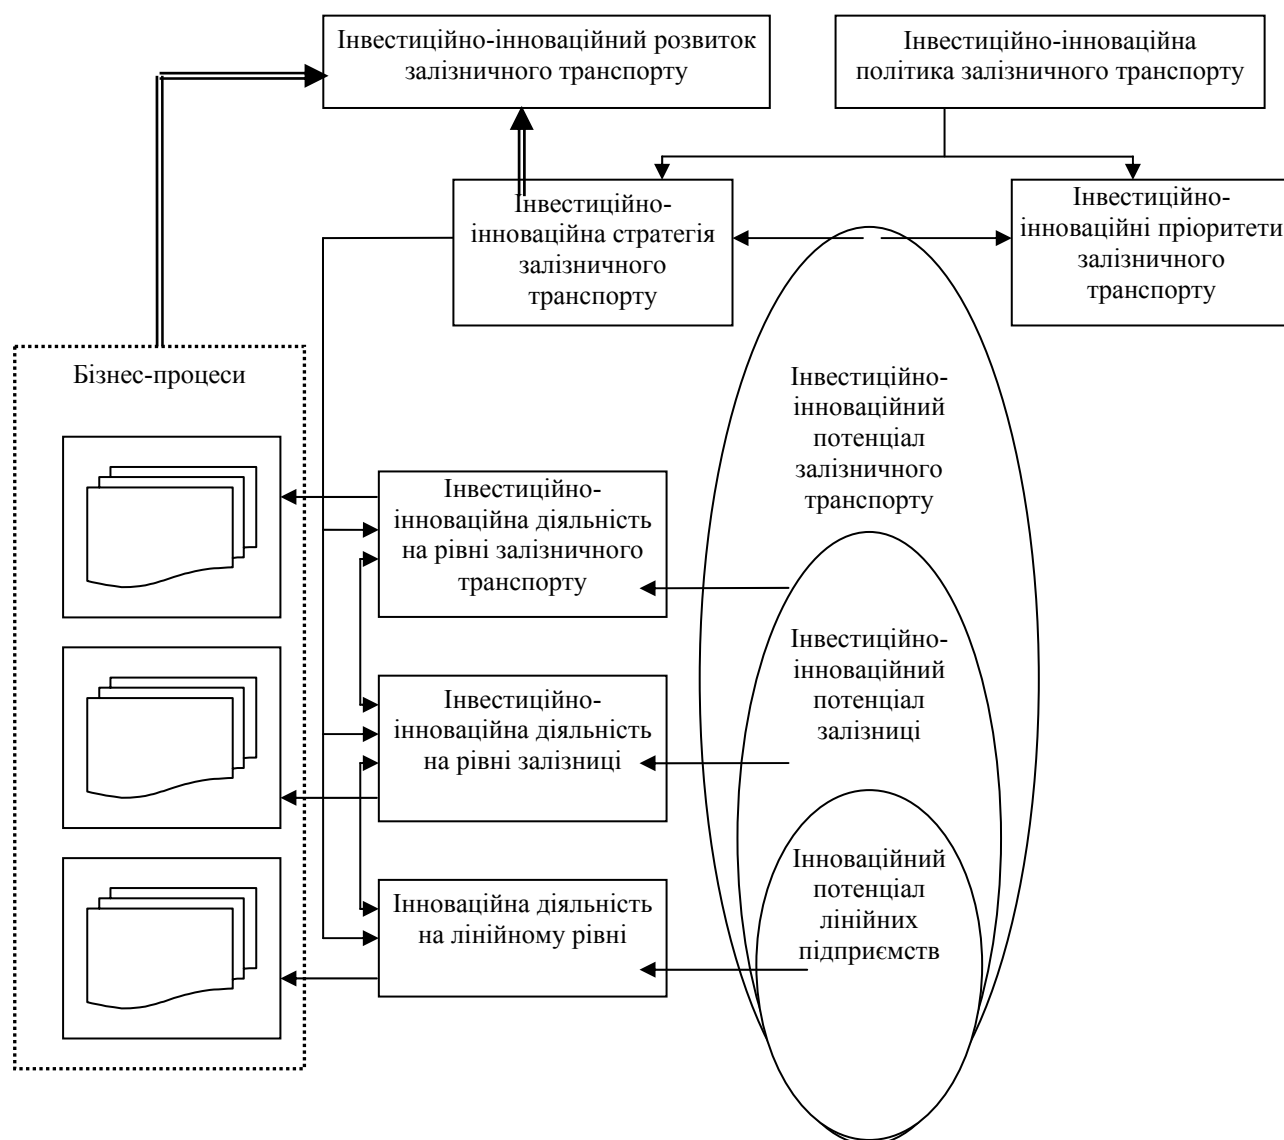 Інвестиційно-інноваційний розвиток
залізничного транспорту
Інвестиційно-інноваційна
політика залізничного транспорту
Інвестиційно-
інноваційна стратегія
залізничного
транспорту
Інвестиційно-
інноваційні пріоритети
залізничного
транспорту
Бізнес-процеси
Інвестиційно-
інноваційний
потенціал
залізничного
транспорту
Інвестиційно-
інноваційна діяльність
на рівні залізничного
транспорту
Інвестиційно-
інноваційний
потенціал
залізниці
Інвестиційно-
інноваційна діяльність
на рівні залізниці
Інноваційний
потенціал
лінійних
підприємств
Інноваційна діяльність
на лінійному рівні